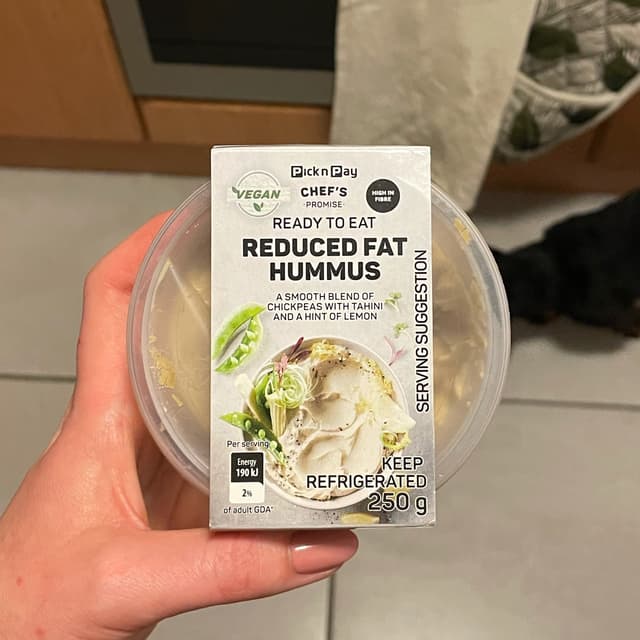 Pick n Pay
VEGAN
CHEF'S
·PROMISE·
HIGH IN
FIBRE
READY TO EAT
REDUCED FAT
HUMMUS
A SMOOTH BLEND OF
CHICKPEAS WITH TAHINI
AND A HINT OF LEMON
SERVING SUGGESTION
Per serving
Energy
190 kJ
2%
of adult GDA*
KEEP
REFRIGERATED
250 g